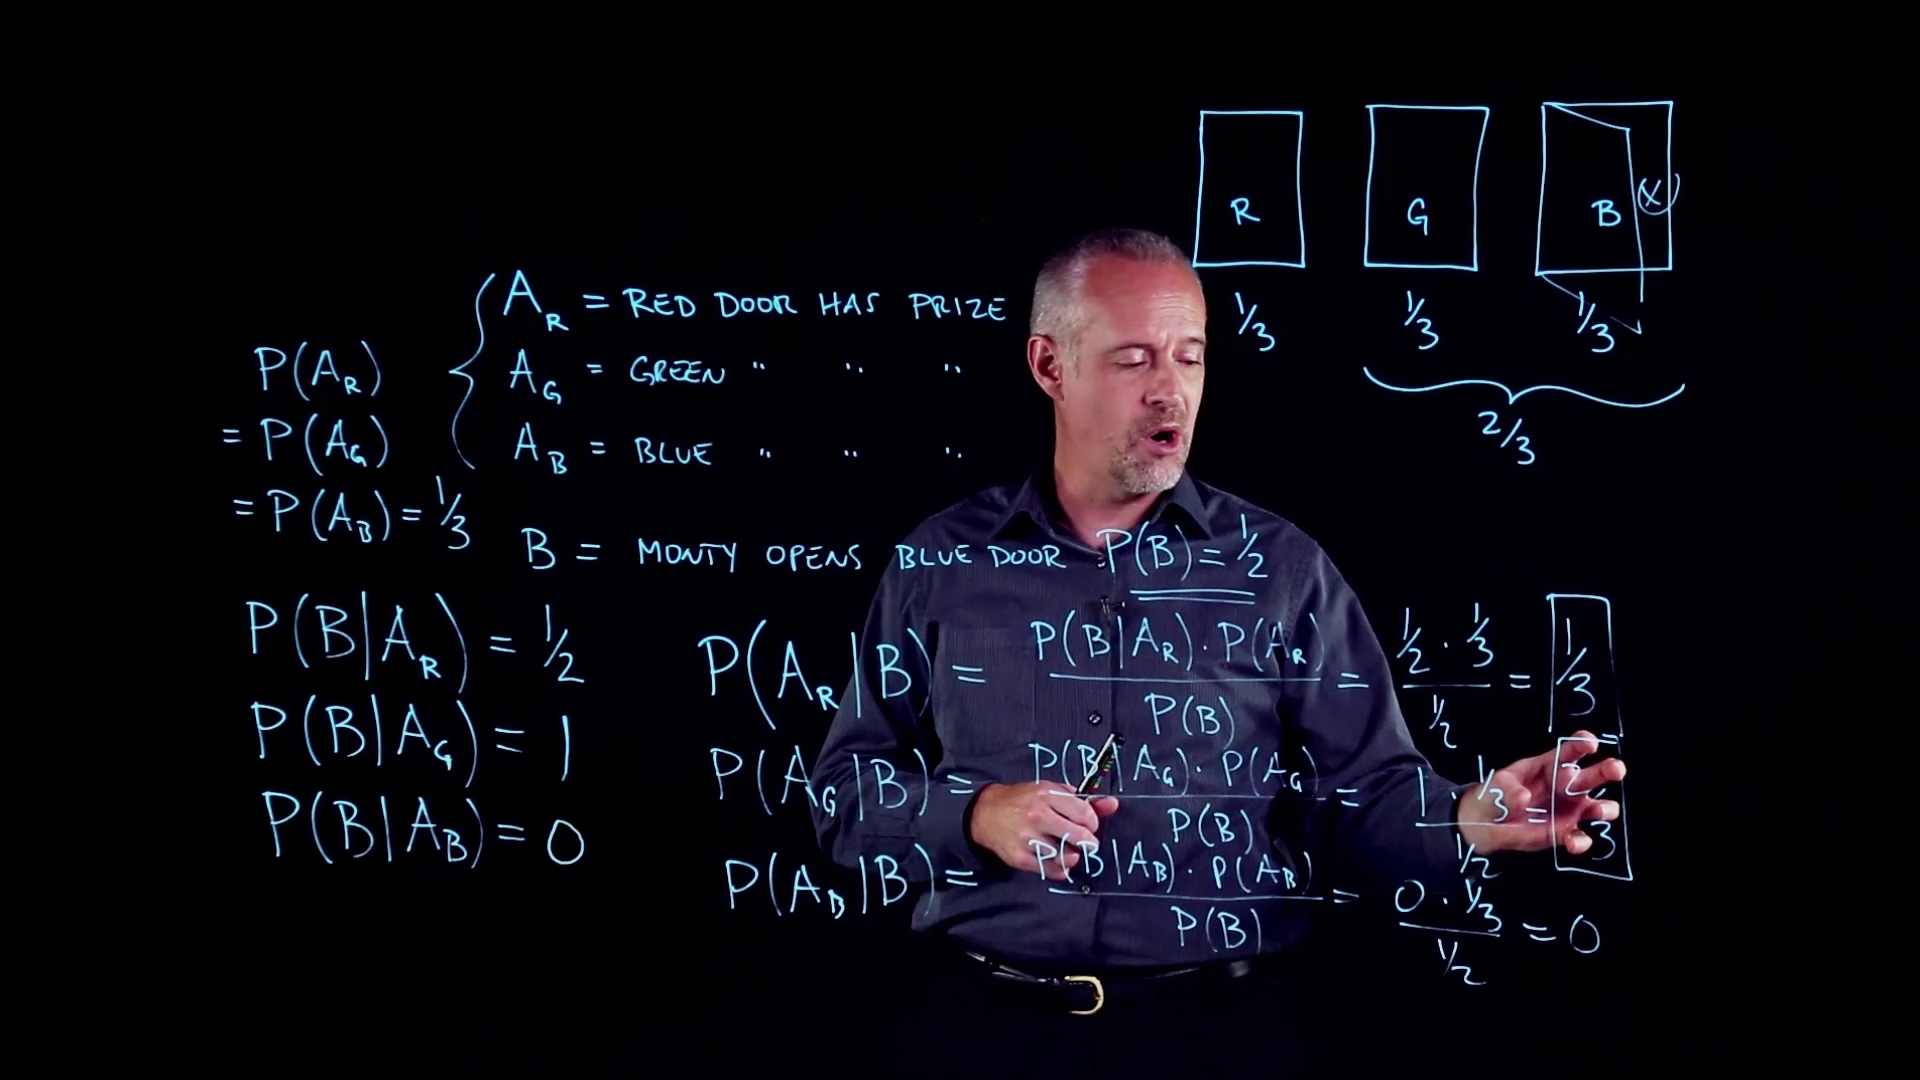 R G B X
1/3 1/3 1/3
2/3
A_R = RED DOOR HAS PRIZE
A_G = GREEN " " "
A_B = BLUE " " "
P(A_R)
= P(A_G)
= P(A_B) = 1/3
B = MONTY OPENS BLUE DOOR P(B) = 1/2
P(B|A_R) = 1/2
P(B|A_G) = 1
P(B|A_B) = 0
P(A_R|B) = P(B|A_R) · P(A_R) / P(B) = 1/2 · 1/3 / 1/2 = 1/3
P(A_G|B) = P(B|A_G) · P(A_G) / P(B) = 1 · 1/3 / 1/2 = 2/3
P(A_B|B) = P(B|A_B) · P(A_B) / P(B) = 0 · 1/3 / 1/2 = 0